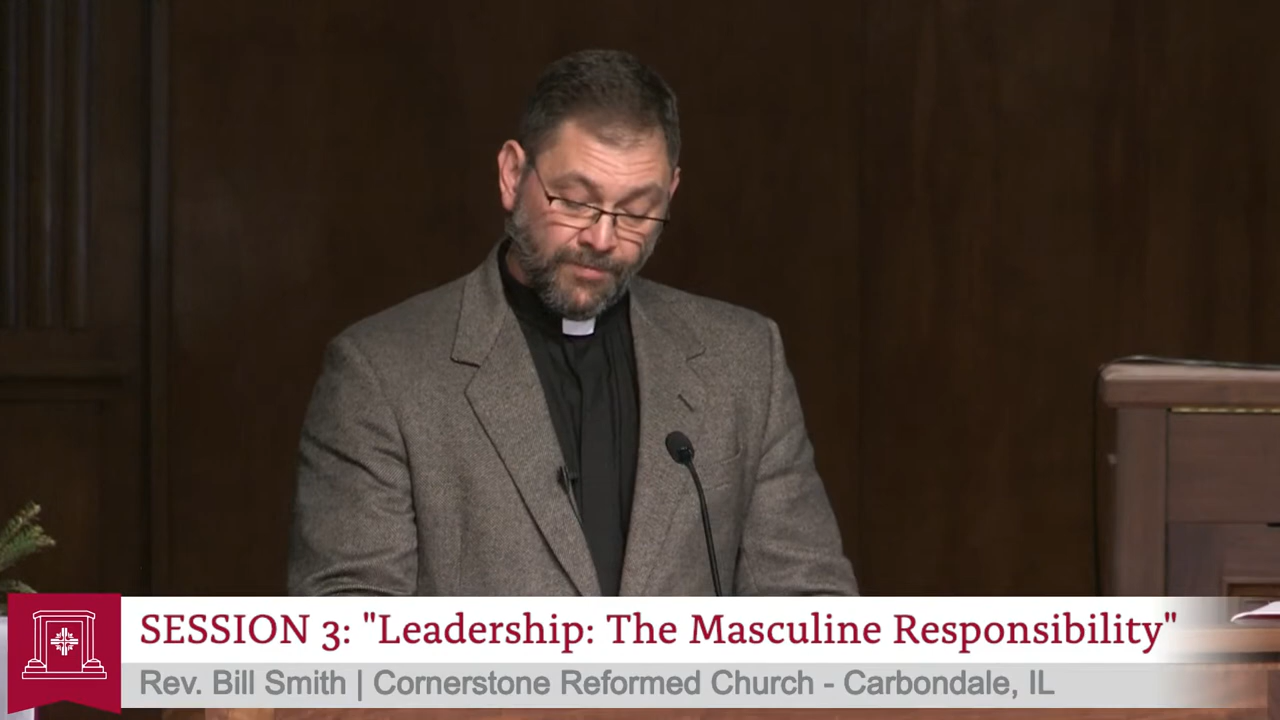 SESSION 3: "Leadership: The Masculine Responsibility"
Rev. Bill Smith | Cornerstone Reformed Church - Carbondale, IL